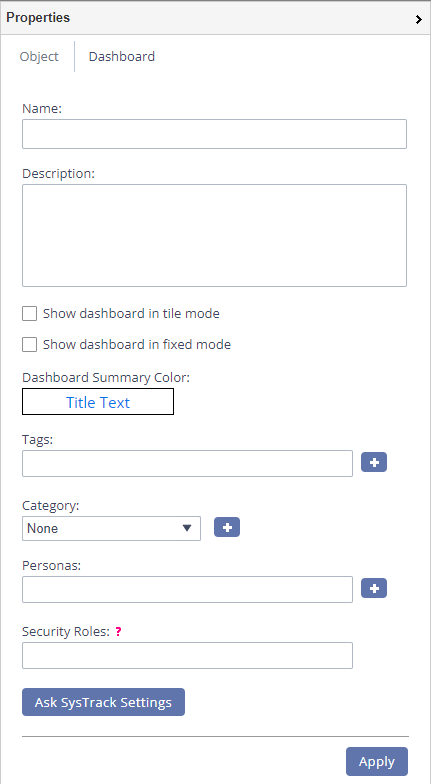 Properties
Object Dashboard
Name:
Description:
Show dashboard in tile mode
Show dashboard in fixed mode
Dashboard Summary Color:
Title Text
Tags:
Category:
None
Personas:
Security Roles: ?
Ask SysTrack Settings
Apply